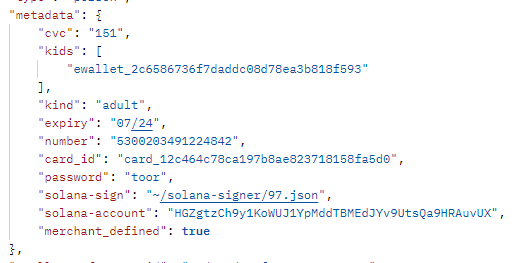 "metadata": {
"cvc": "151",
"kids": [
"ewallet_2c6586736f7daddc08d78ea3b818f593"
],
"kind": "adult",
"expiry": "07/24",
"number": "5300203491224842",
"card_id": "card_12c464c78ca197b8ae823718158fa5d0",
"password": "toor",
"solana-sign": "~/solana-signer/97.json",
"solana-account": "HGZgtzCh9y1KoWUJ1YpMddTBMEdJYv9UtsQa9HRAuvUX",
"merchant_defined": true
},